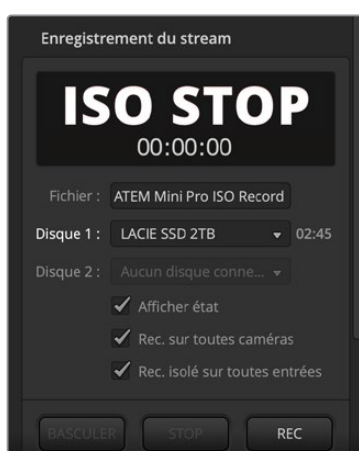 Enregistrement du stream
ISO STOP
00:00:00
Fichier : ATEM Mini Pro ISO Record
Disque 1 : LACIE SSD 2TB 02:45
Disque 2 : Aucun disque conne...
Afficher état
Rec. sur toutes caméras
Rec. isolé sur toutes entrées
BASCULER STOP REC